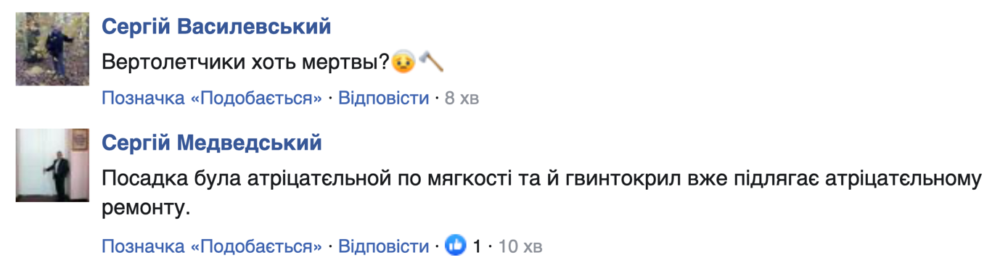 Сергій Василевський
Вертолетчики хоть мертвы?🤕🪓
Позначка «Подобається» · Відповісти · 8 хв
Сергій Медведський
Посадка була атріцатєльной по мягкості та й гвинтокрил вже підлягає атріцатєльному
ремонту.
Позначка «Подобається» · Відповісти · 👍 1 · 10 хв